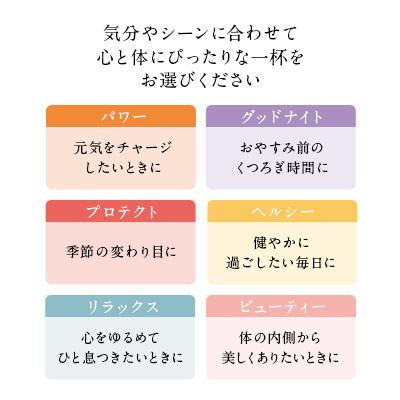 気分やシーンに合わせて
心と体にぴったりな一杯を
お選びください
パワー
元気をチャージ
したいときに
グッドナイト
おやすみ前の
くつろぎ時間に
プロテクト
季節の変わり目に
ヘルシー
健やかに
過ごしたい毎日に
リラックス
心をゆるめて
ひと息つきたいときに
ビューティー
体の内側から
美しくありたいときに